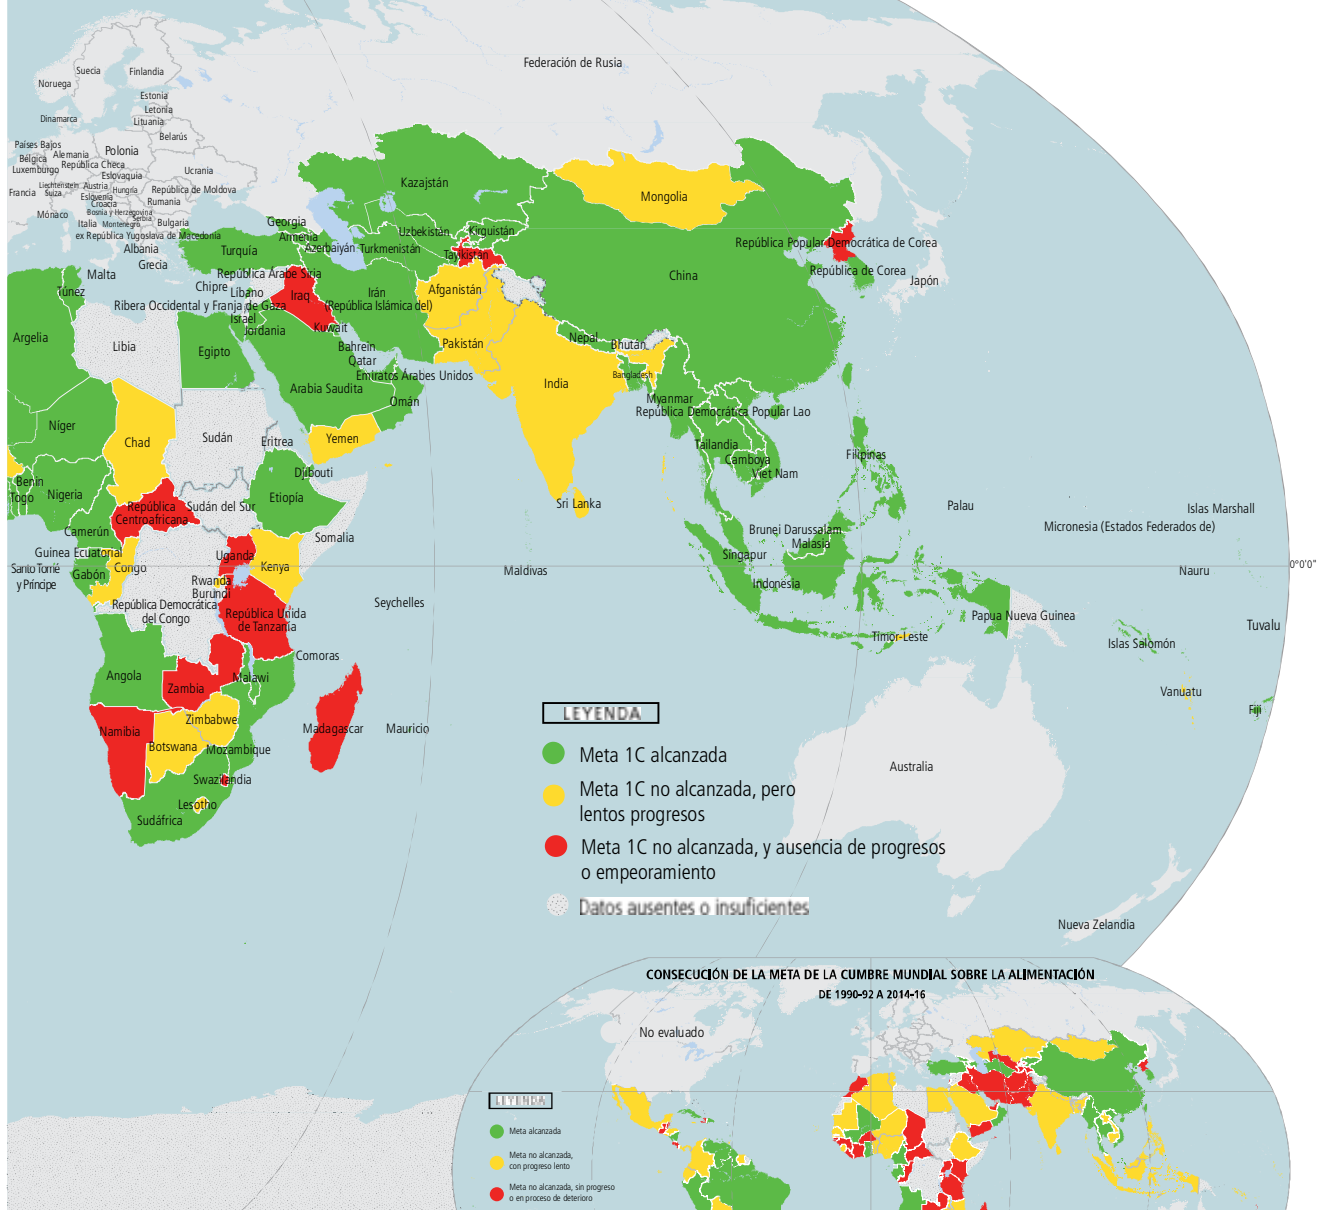 Federación de Rusia
Suecia
Finlandia
Noruega
Estonia
Letonia
Lituania
Dinamarca
Belarús
Países Bajos
Bélgica
Alemania
Polonia
Luxemburgo
República Checa
Eslovaquia
Ucrania
Francia
Liechtenstein
Suiza
Austria
Hungría
República de Moldova
Eslovenia
Croacia
Rumania
Mónaco
Bosnia y Herzegovina
Serbia
Italia
Montenegro
Bulgaria
ex República Yugoslava de Macedonia
Albania
Grecia
Malta
Chipre
Georgia
Armenia
Azerbaiyán
Turquía
Kazajstán
Uzbekistán
Kirguistán
Turkmenistán
Tayikistán
Mongolia
República Popular Democrática de Corea
República de Corea
Japón
China
República Árabe Siria
Líbano
Iraq
Irán
(República Islámica del)
Afganistán
Ribera Occidental y Franja de Gaza
Israel
Jordania
Kuwait
Bahrein
Qatar
Emiratos Árabes Unidos
Arabia Saudita
Omán
Yemen
Pakistán
India
Nepal
Bhután
Bangladesh
Myanmar
República Democrática Popular Lao
Tailandia
Camboya
Viet Nam
Filipinas
Sri Lanka
Maldivas
Brunei Darussalam
Malasia
Singapur
Indonesia
Timor-Leste
Palau
Islas Marshall
Micronesia (Estados Federados de)
0°0'0"
Nauru
Papua Nueva Guinea
Tuvalu
Islas Salomón
Vanuatu
Fiji
Australia
Nueva Zelandia
Túnez
Argelia
Libia
Egipto
Níger
Chad
Sudán
Eritrea
Djibouti
Benin
Togo
Nigeria
Etiopía
República
Centroafricana
Sudán del Sur
Camerún
Somalia
Guinea Ecuatorial
Uganda
Kenya
Santo Tomé
y Príncipe
Gabón
Congo
Rwanda
Burundi
República Democrática
del Congo
República Unida
de Tanzanía
Seychelles
Comoras
Angola
Zambia
Malawi
Namibia
Zimbabwe
Botswana
Mozambique
Madagascar
Mauricio
Swazilandia
Lesotho
Sudáfrica
LEYENDA
Meta 1C alcanzada
Meta 1C no alcanzada, pero
lentos progresos
Meta 1C no alcanzada, y ausencia de progresos
o empeoramiento
Datos ausentes o insuficientes
CONSECUCIÓN DE LA META DE LA CUMBRE MUNDIAL SOBRE LA ALIMENTACIÓN
DE 1990-92 A 2014-16
No evaluado
LEYENDA
Meta alcanzada
Meta no alcanzada,
con progreso lento
Meta no alcanzada, sin progreso
o en proceso de deterioro